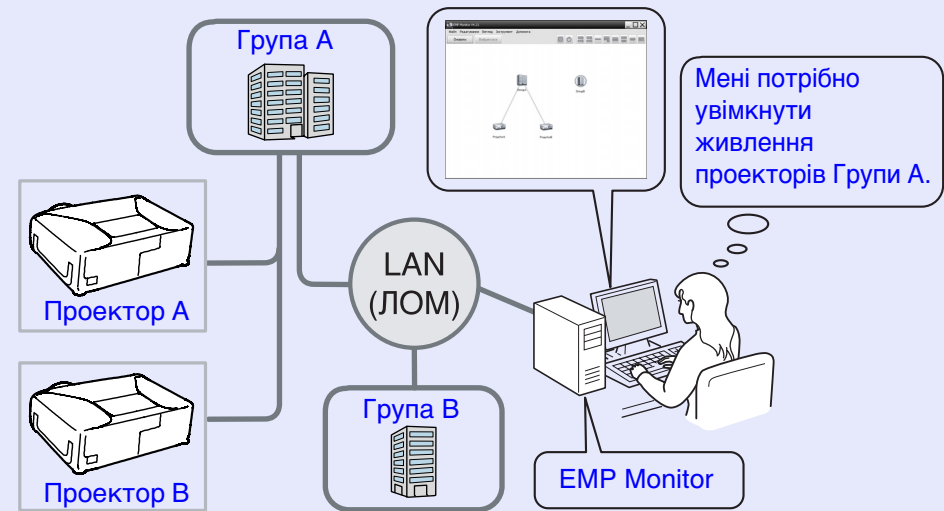 Група A
Мені потрібно
увімкнути
живлення
проекторів Групи A.
Проектор A
LAN
(ЛОМ)
Проектор B
Група B
EMP Monitor